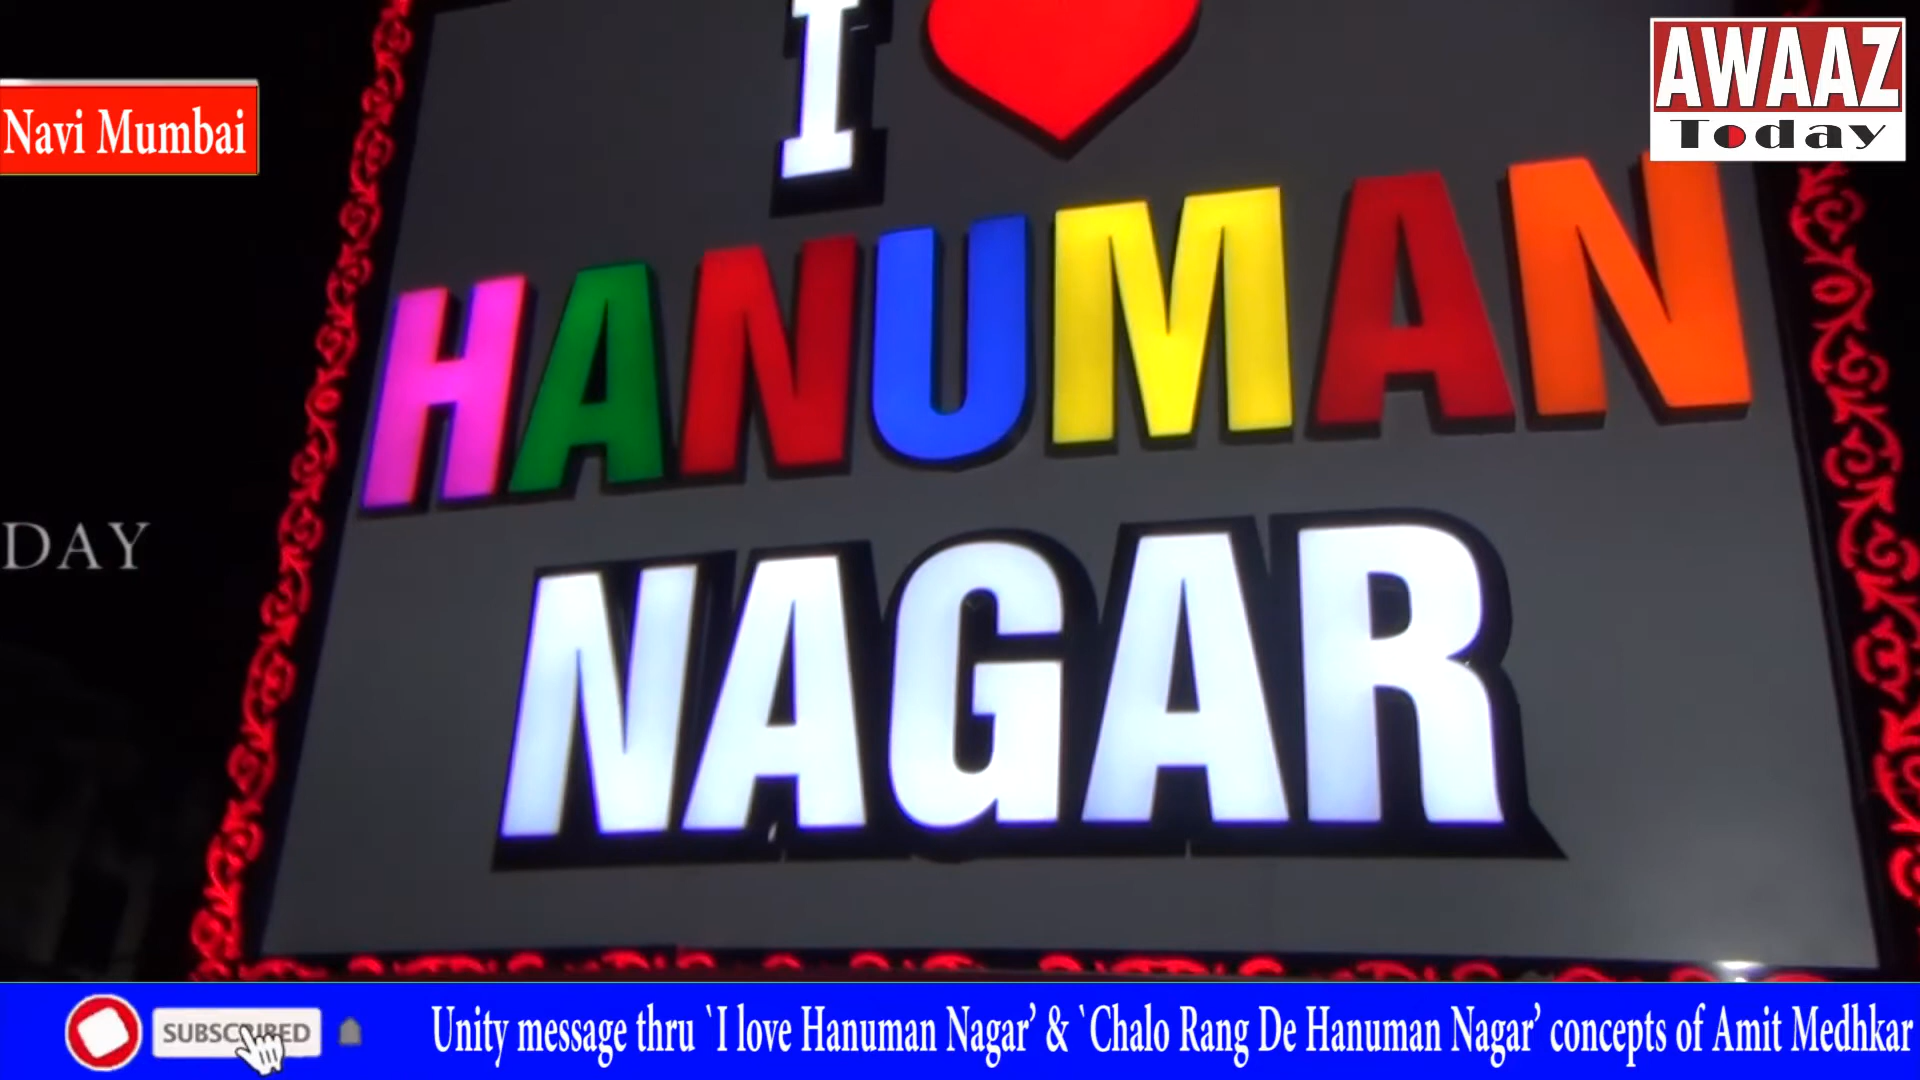 I
HANUMAN
NAGAR
Navi Mumbai
AWAAZ
Today
DAY
SUBSCRIBED
Unity message thru `I love Hanuman Nagar’ & `Chalo Rang De Hanuman Nagar’ concepts of Amit Medhkar